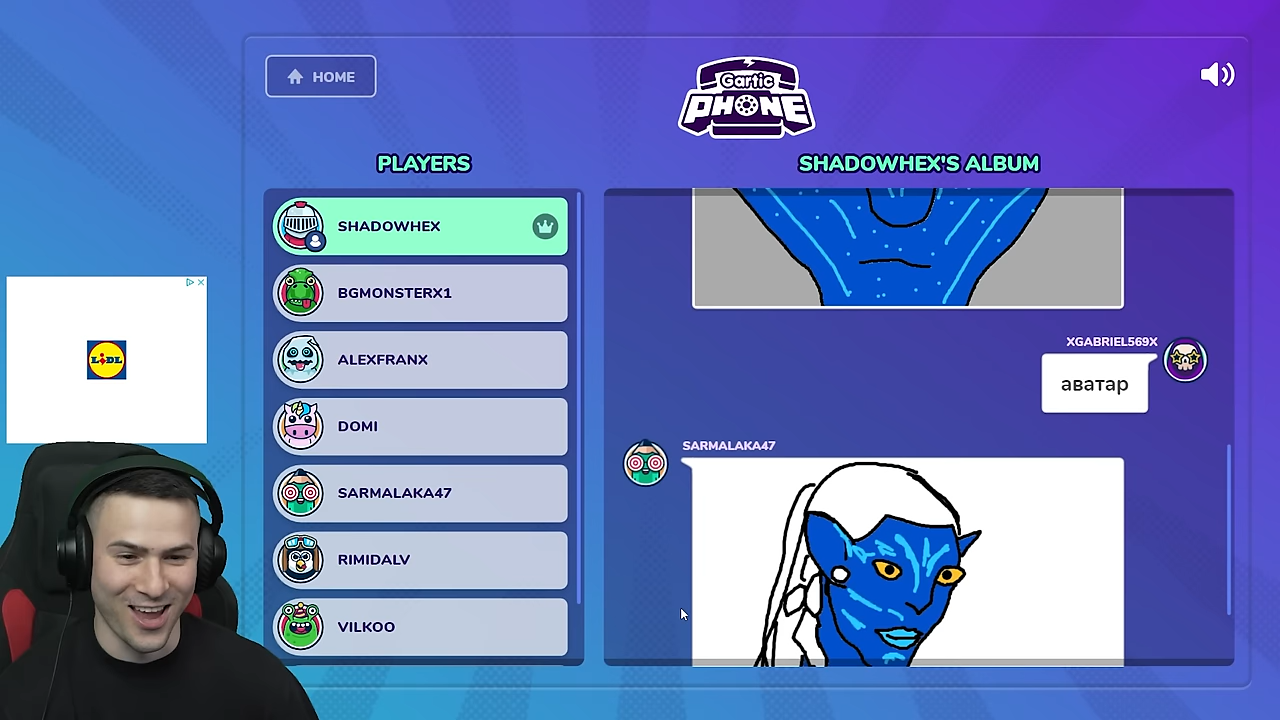 HOME
Gartic
PHONE
PLAYERS
SHADOWHEX'S ALBUM
SHADOWHEX
BGMONSTERX1
ALEXFRANX
DOMI
SARMALAKA47
RIMIDALV
VILKOO
XGABRIEL569X
аватар
SARMALAKA47
LIDL